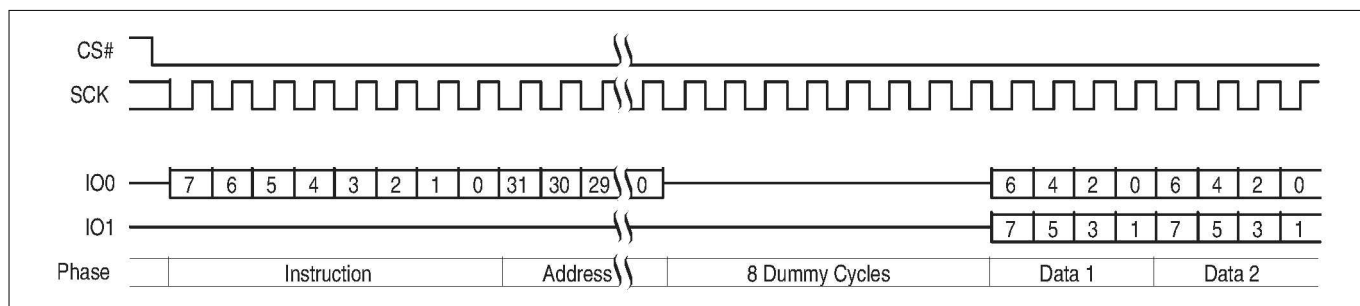 CS#
SCK
IO0 7 6 5 4 3 2 1 0 31 30 29 0 6 4 2 0 6 4 2 0
IO1 7 5 3 1 7 5 3 1
Phase Instruction Address 8 Dummy Cycles Data 1 Data 2